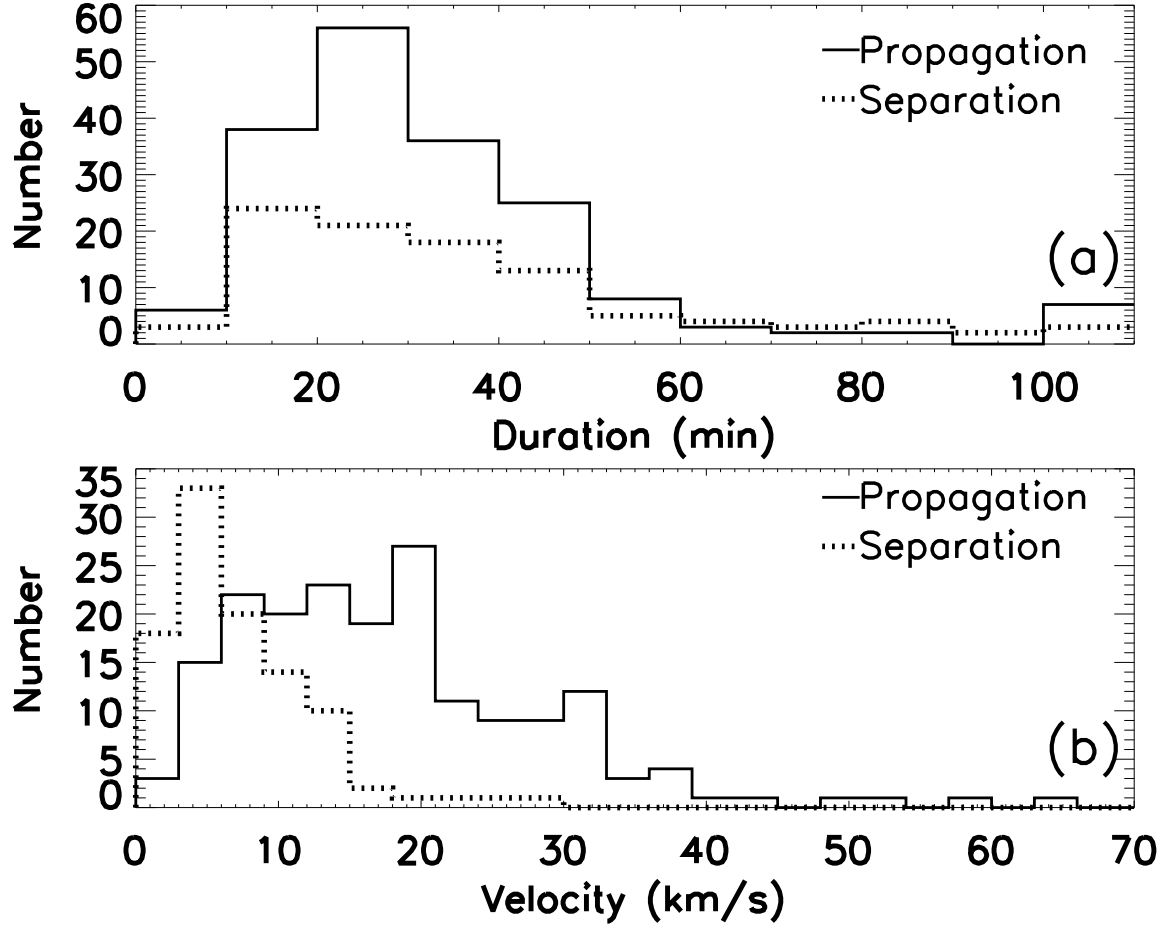 60
50
40
30
20
10
0
Number
Propagation
Separation
(a)
0 20 40 60 80 100
Duration (min)
35
30
25
20
15
10
5
0
Number
Propagation
Separation
(b)
0 10 20 30 40 50 60 70
Velocity (km/s)